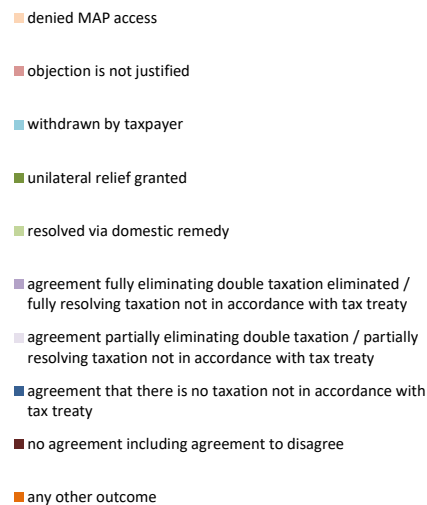 denied MAP access
objection is not justified
withdrawn by taxpayer
unilateral relief granted
resolved via domestic remedy
agreement fully eliminating double taxation eliminated /
fully resolving taxation not in accordance with tax treaty
agreement partially eliminating double taxation / partially
resolving taxation not in accordance with tax treaty
agreement that there is no taxation not in accordance with
tax treaty
no agreement including agreement to disagree
any other outcome